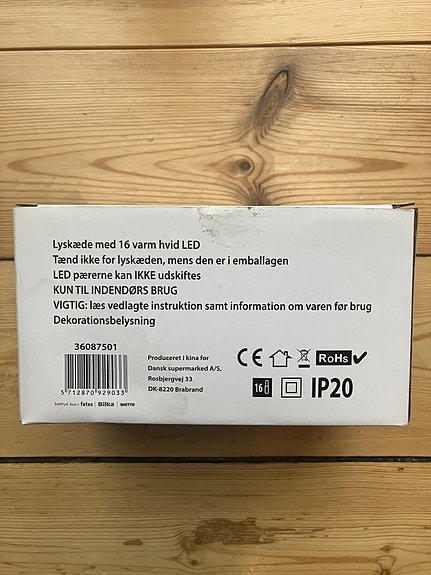 Lyskæde med 16 varm hvid LED
Tænd ikke for lyskæden, mens den er i emballagen
LED pærerne kan IKKE udskiftes
KUN TIL INDENDØRS BRUG
VIGTIG: læs vedlagte instruktion samt information om varen før brug
Dekorationsbelysning
36087501
5 712870 929033
føtex Bilka NETTO
Produceret i kina for
Dansk supermarked A/S,
Rosbjergvej 33
DK-8220 Brabrand
CE RoHS
16 IP20